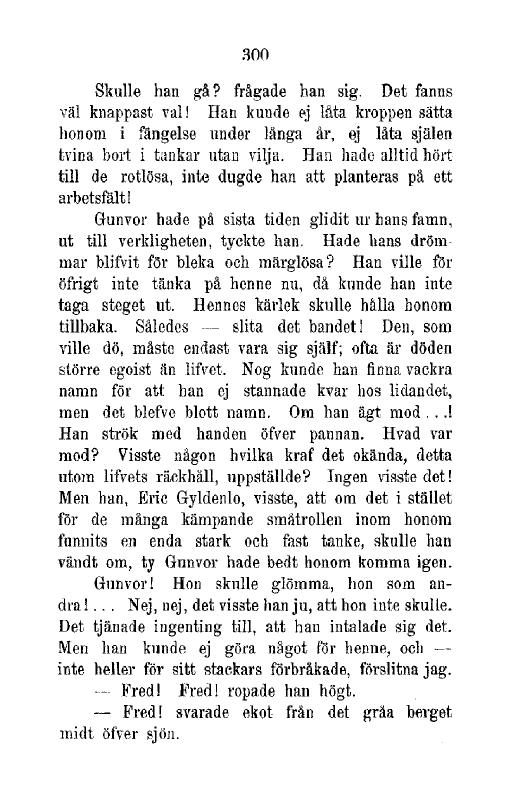 300
Skulle han gå? frågade han sig. Det fanns
väl knappast val! Han kunde ej låta kroppen sätta
honom i fängelse under långa år, ej låta själen
tvina bort i tankar utan vilja. Han hade alltid hört
till de rotlösa, inte dugde han att planteras på ett
arbetsfält!
Gunvor hade på sista tiden glidit ur hans famn,
ut till verkligheten, tyckte han. Hade hans dröm-
mar blifvit för bleka och märglösa? Han ville för
öfrigt inte tänka på henne nu, då kunde han inte
taga steget ut. Hennes kärlek skulle hålla honom
tillbaka. Således — slita det bandet! Den, som
ville dö, måste endast vara sig själf; ofta är döden
större egoist än lifvet. Nog kunde han finna vackra
namn för att han ej stannade kvar hos lidandet,
men det blefve blott namn. Om han ägt mod . . .!
Han strök med handen öfver pannan. Hvad var
mod? Visste någon hvilka kraf det okända, detta
utom lifvets räckhåll, uppställde? Ingen visste det!
Men han, Eric Gyldenlo, visste, att om det i stället
för de många kämpande småtrollen inom honom
funnits en enda stark och fast tanke, skulle han
vändt om, ty Gunvor hade bedt honom komma igen.
Gunvor! Hon skulle glömma, hon som an-
dra! . . . Nej, nej, det visste han ju, att hon inte skulle.
Det tjänade ingenting till, att han intalade sig det.
Men han kunde ej göra något för henne, och —
inte heller för sitt stackars förbråkade, förslitna jag.
— Fred! Fred! ropade han högt.
— Fred! svarade ekot från det gråa berget
midt öfver sjön.